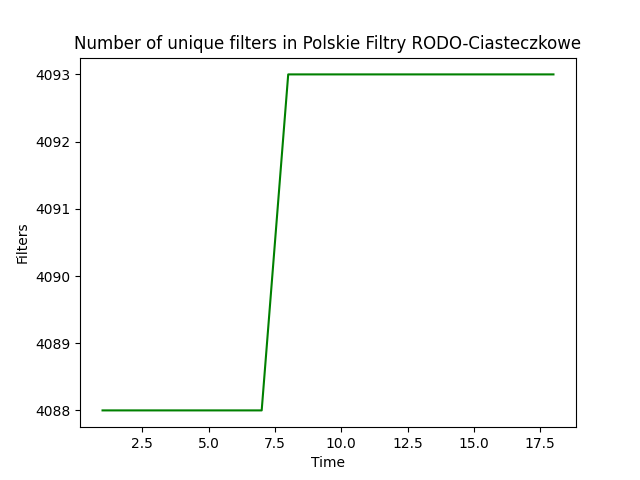 Number of unique filters in Polskie Filtry RODO-Ciasteczkowe
4093
4092
4091
4090
4089
4088
Filters
2.5 5.0 7.5 10.0 12.5 15.0 17.5
Time